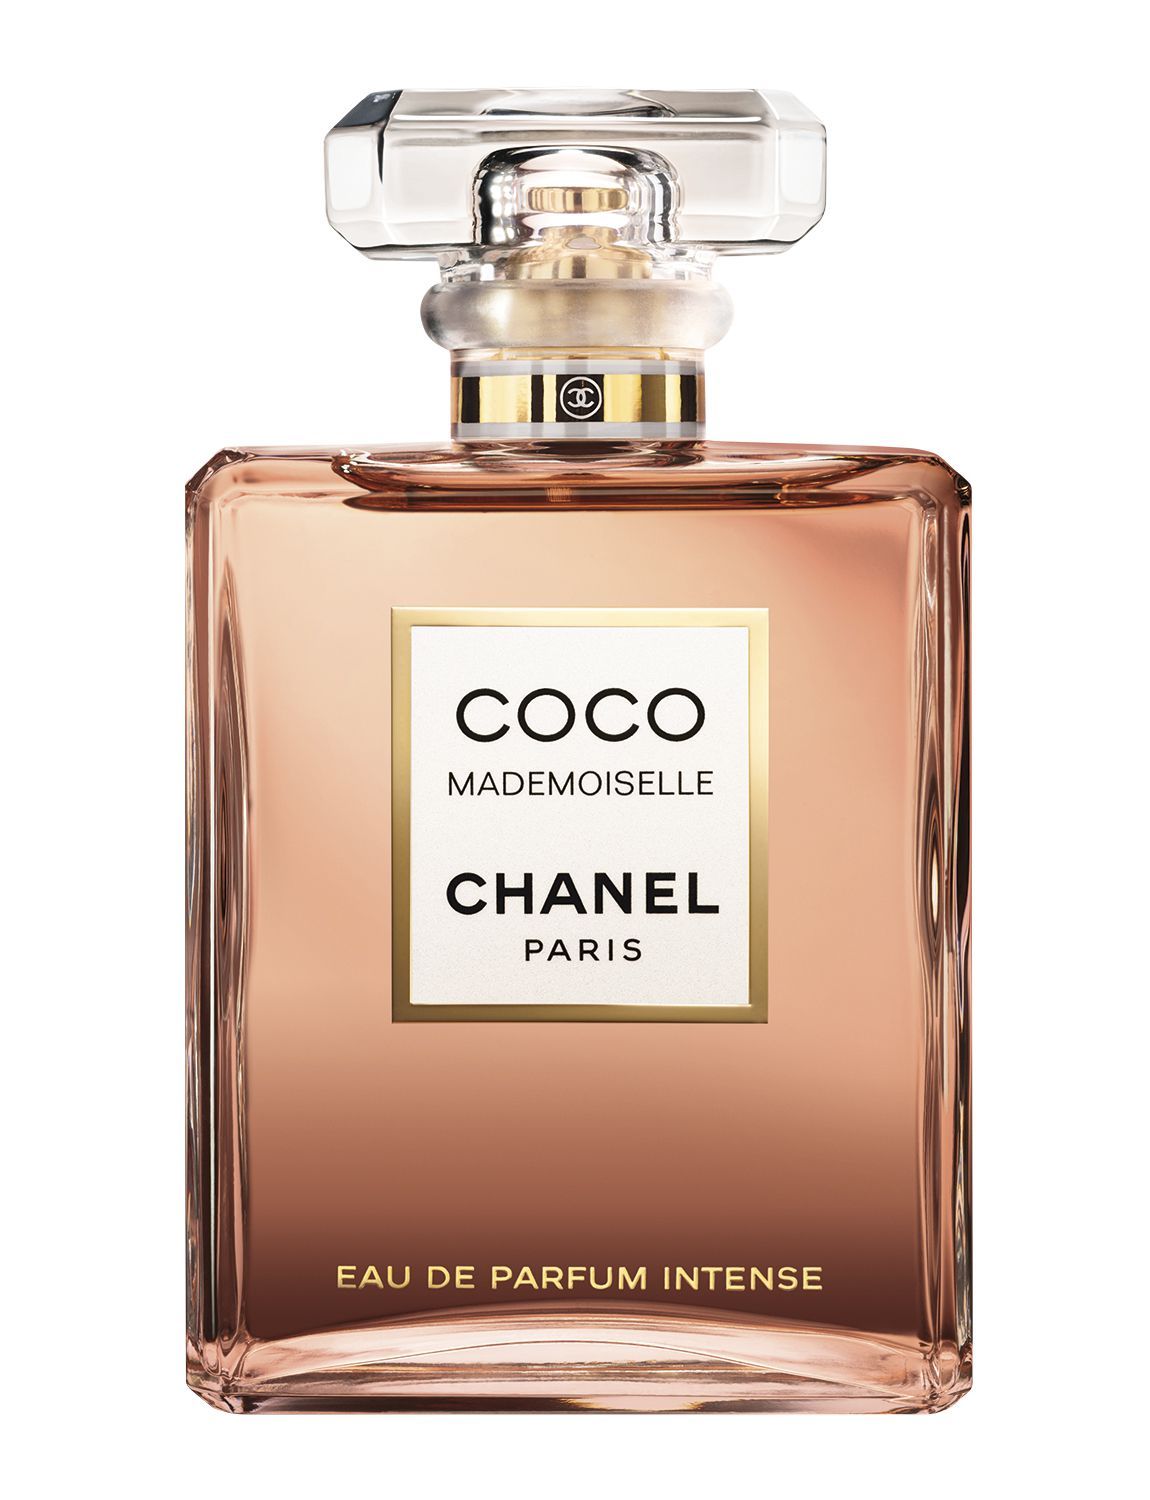 COCO
MADEMOISELLE
CHANEL
PARIS
EAU DE PARFUM INTENSE